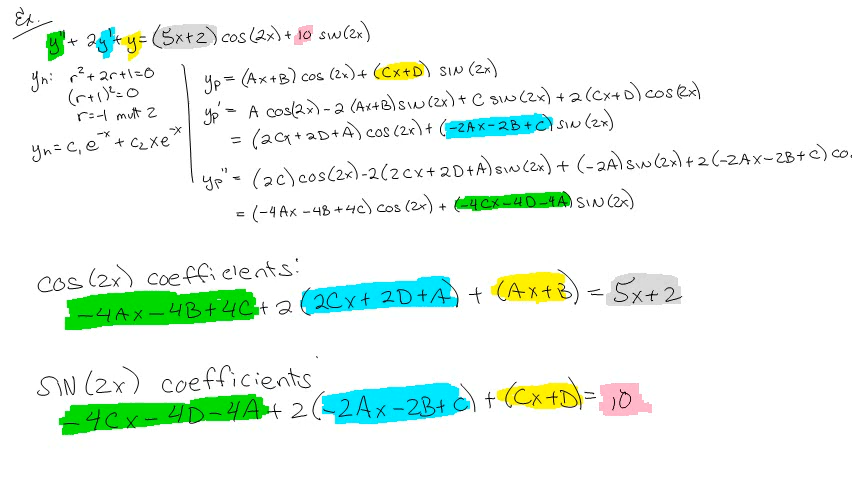 Ex.
y" + 2y' + y = (5x+2) cos(2x) + 10 sin(2x)
yh: r² + 2r + 1 = 0
(r+1)² = 0
r = -1 mult 2
yh = c₁e^-x + c₂xe^-x
yp = (Ax+B) cos(2x) + (Cx+D) sin(2x)
yp' = A cos(2x) - 2(Ax+B) sin(2x) + C sin(2x) + 2(Cx+D) cos(2x)
= (2Cx+2D+A) cos(2x) + (-2Ax-2B+C) sin(2x)
yp" = (2C) cos(2x) - 2(2Cx+2D+A) sin(2x) + (-2A) sin(2x) + 2(-2Ax-2B+C) co
= (-4Ax-4B+4C) cos(2x) + (-4Cx-4D-4A) sin(2x)
cos(2x) coefficients:
-4Ax-4B+4C + 2(2Cx+2D+A) + (Ax+B) = 5x+2
SIN(2x) coefficients:
-4Cx-4D-4A + 2(-2Ax-2B+C) + (Cx+D) = 10